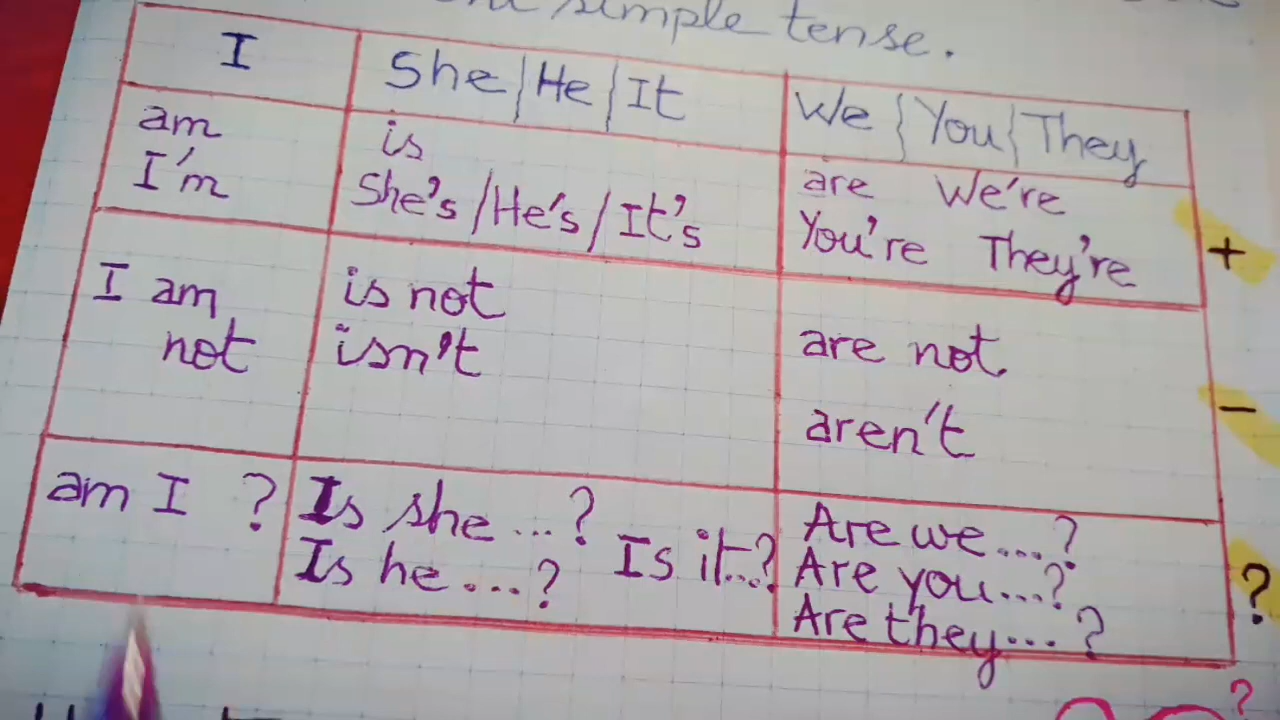 simple tense.
I
She/He/It
We { You { They
am
I'm
is
She's/He's/It's
are We're
You're They're
+
I am
not
is not
isn't
are not
aren't
-
am I ?
Is she ...?
Is he ...?
Is it...?
Are we....?
Are you...?
Are they.... ?
?
?